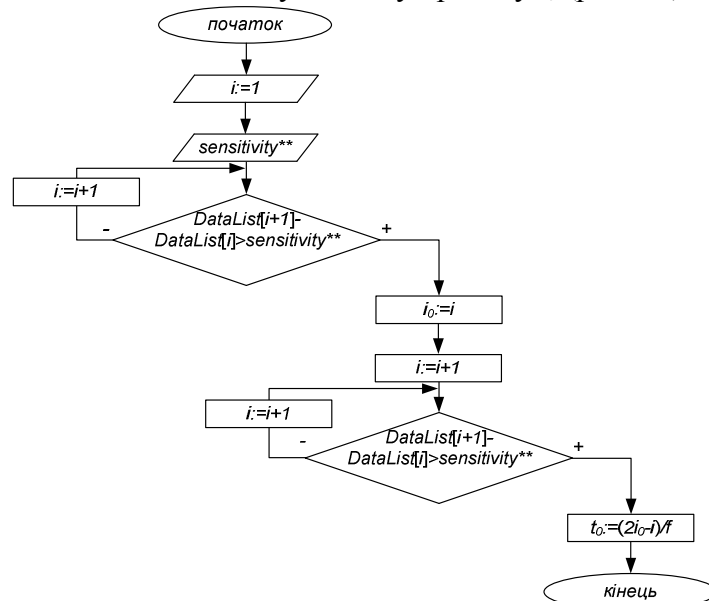 початок
i:=1
sensitivity**
i:=i+1
DataList[i+1]-
DataList[i]>sensitivity**
-
+
i₀:=i
i:=i+1
i:=i+1
DataList[i+1]-
DataList[i]>sensitivity**
-
+
t₀:=(2i₀-i)/f
кінець